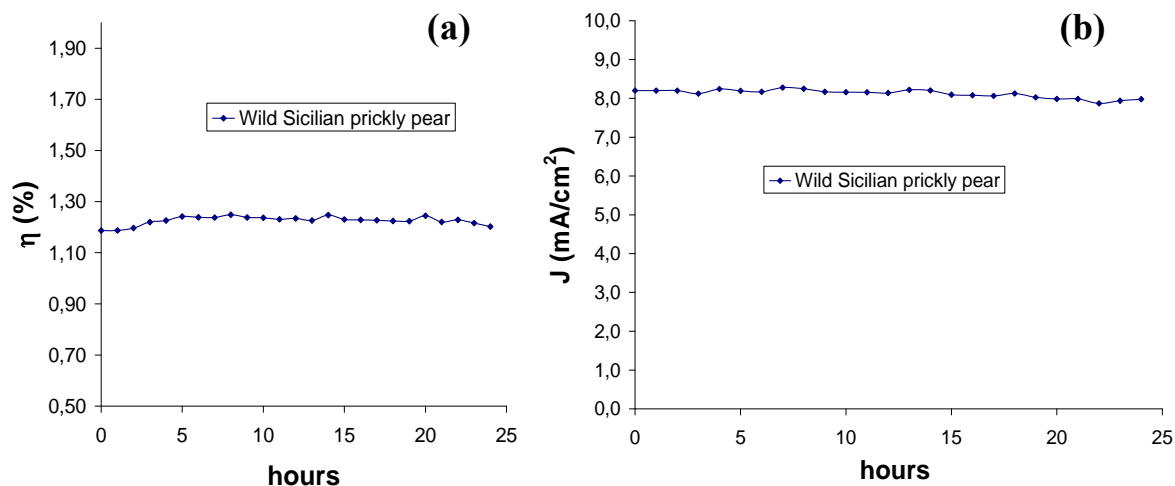 (a)
1,90
1,70
1,50
1,30
1,10
0,90
0,70
0,50
η (%)
Wild Sicilian prickly pear
0 5 10 15 20 25
hours
(b)
10,0
9,0
8,0
7,0
6,0
5,0
4,0
3,0
2,0
1,0
0,0
J (mA/cm²)
Wild Sicilian prickly pear
0 5 10 15 20 25
hours